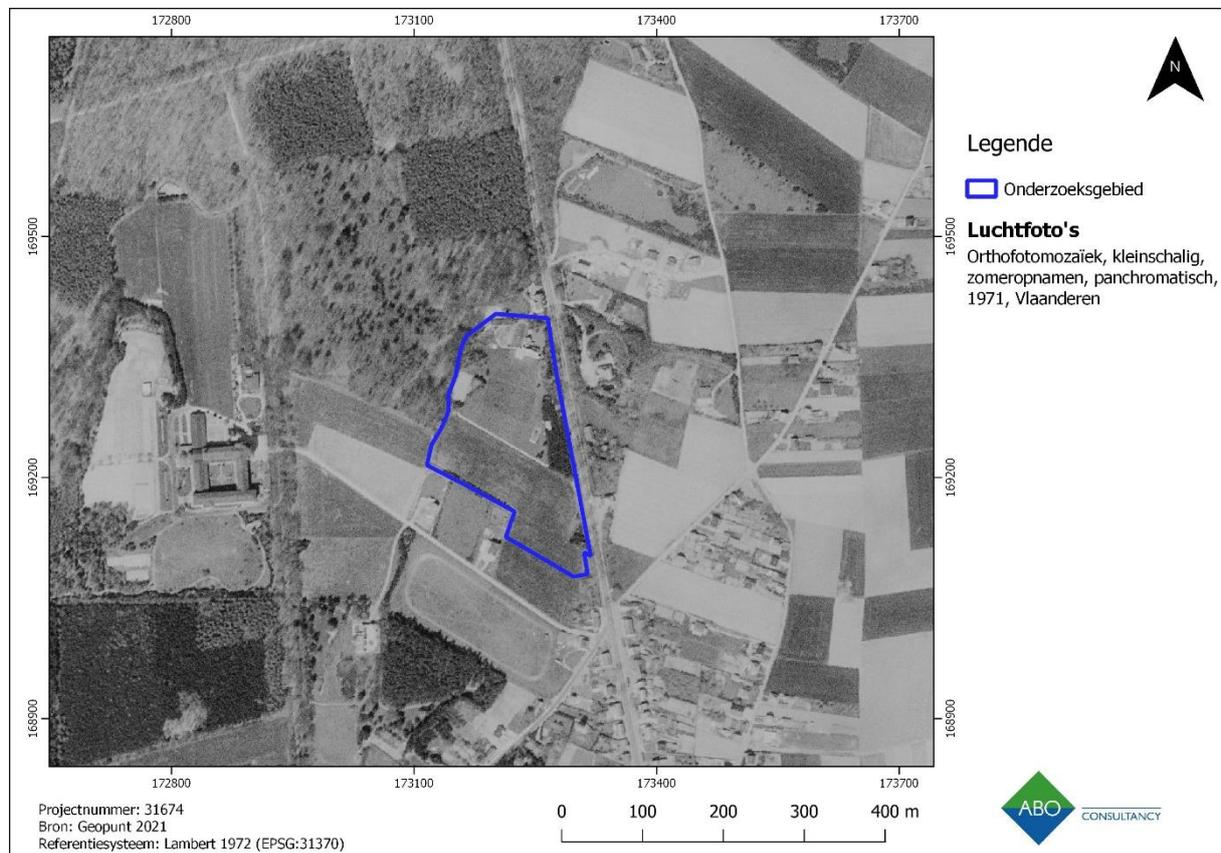 172800
173100
173400
173700
169500
169200
168900
169500
169200
168900
172800
173100
173400
173700
N
Legende
Onderzoeksgebied
Luchtfoto's
Orthofotomozaïek, kleinschalig,
zomeropnamen, panchromatisch,
1971, Vlaanderen
Projectnummer: 31674
Bron: Geopunt 2021
Referentiesysteem: Lambert 1972 (EPSG:31370)
0 100 200 300 400 m
ABO
CONSULTANCY